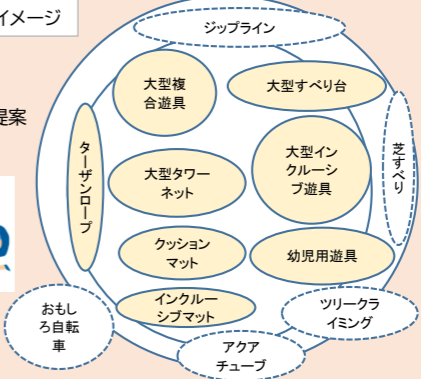 イメージ
ジップライン
大型複
合遊具
大型すべり台
提案
ターザンロープ
大型イン
クルーシ
ブ遊具
芝すべり
大型タワー
ネット
クッション
マット
幼児用遊具
インクルー
シブマット
おもし
ろ自転
車
ツリークラ
イミング
アクア
チューブ